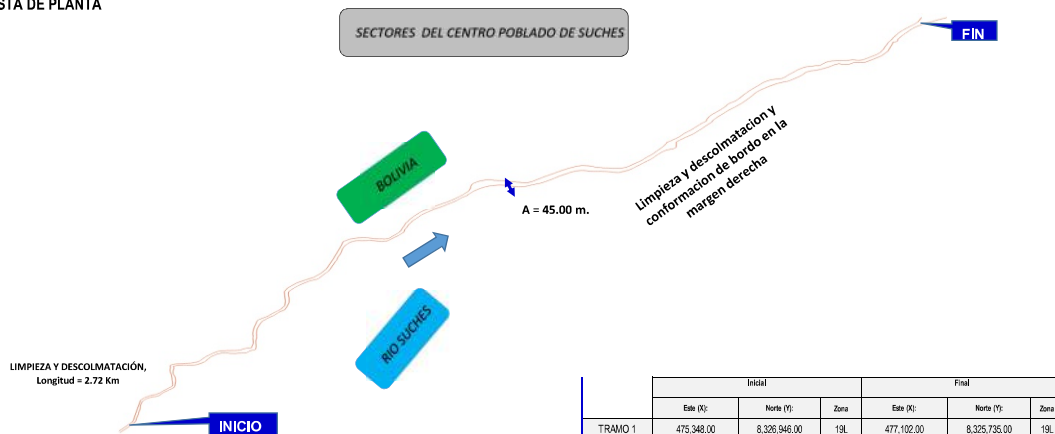 STA DE PLANTA
SECTORES DEL CENTRO POBLADO DE SUCHES
FIN
BOLIVIA
A = 45.00 m.
Limpieza y descolmatacion y
conformacion de bordo en la
margen derecha
RIO SUCHES
LIMPIEZA Y DESCOLMATACIÓN,
Longitud = 2.72 Km
INICIO
Inicial Final
Este (X): Norte (Y): Zona Este (X): Norte (Y): Zona
TRAMO 1 475,348.00 8,326,946.00 19L 477,102.00 8,325,735.00 19L